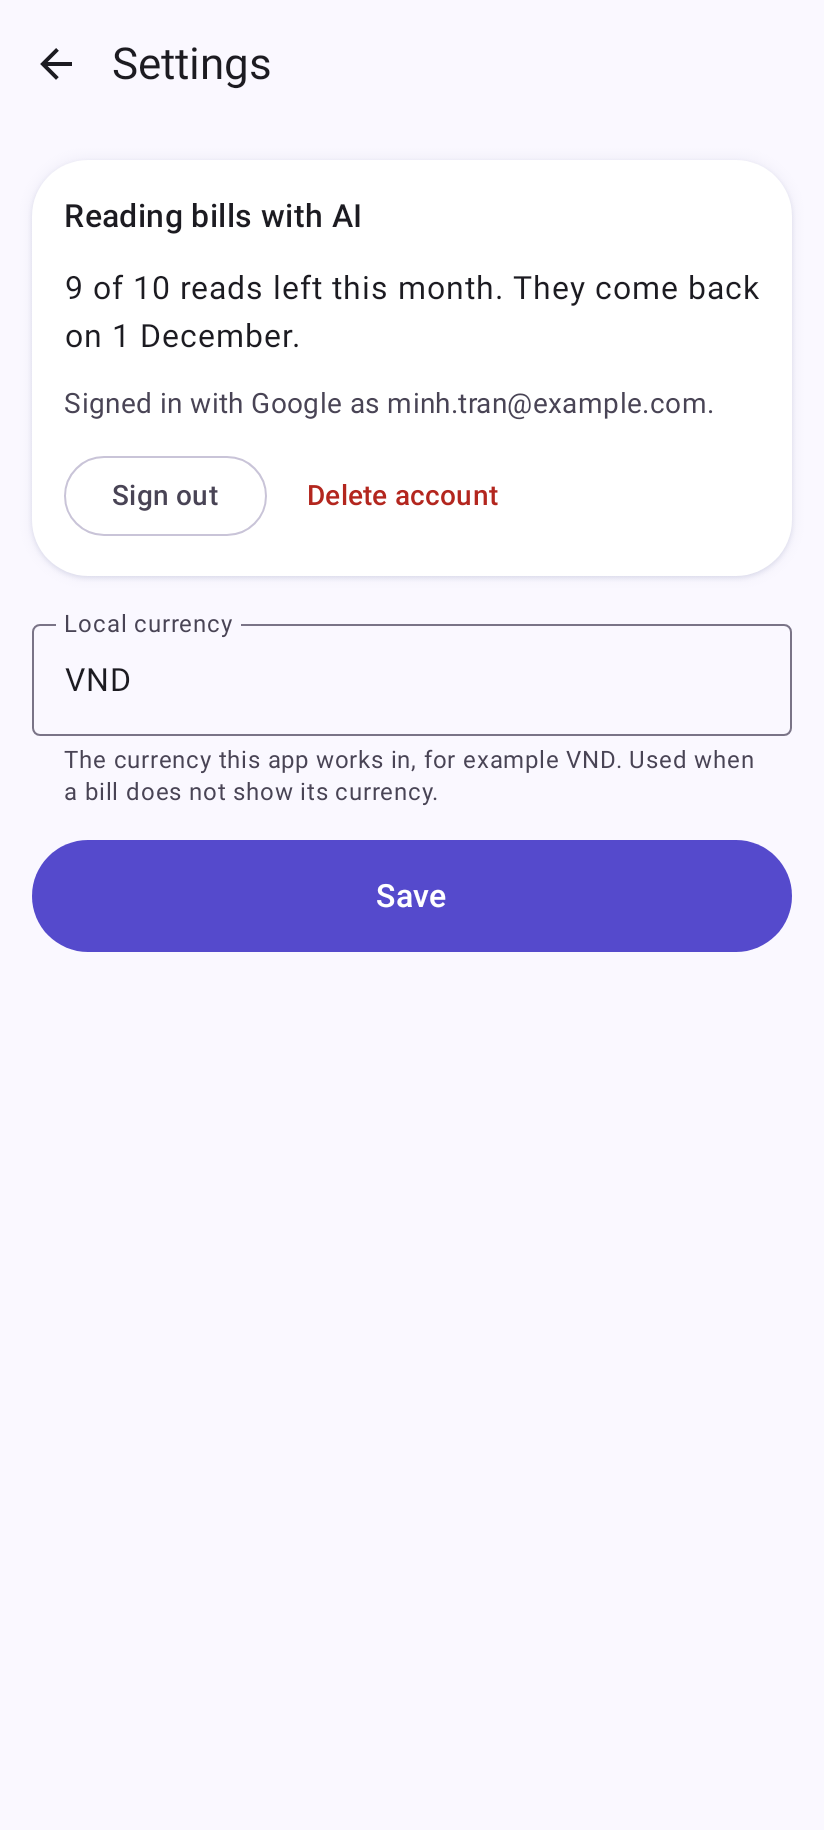 Settings
Reading bills with AI
9 of 10 reads left this month. They come back
on 1 December.
Signed in with Google as minh.tran@example.com.
Sign out
Delete account
Local currency
VND
The currency this app works in, for example VND. Used when
a bill does not show its currency.
Save